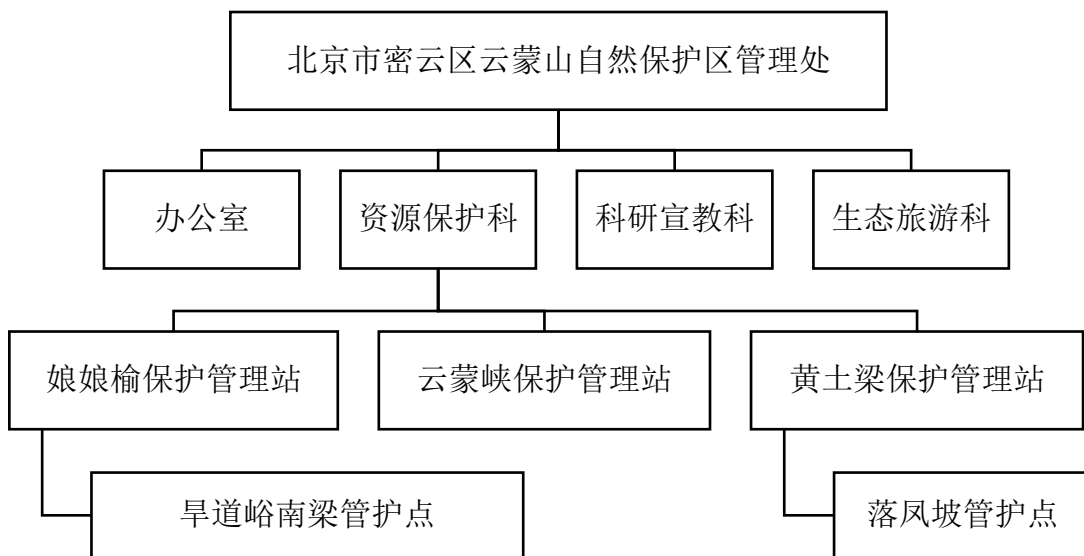 北京市密云区云蒙山自然保护区管理处
办公室
资源保护科
科研宣教科
生态旅游科
娘娘榆保护管理站
云蒙峡保护管理站
黄土梁保护管理站
旱道峪南梁管护点
落凤坡管护点